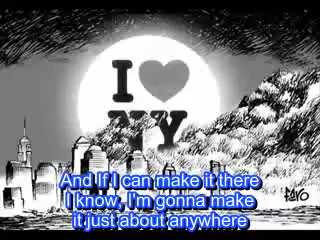 I ♥
NY
And If I can make it there
I know, I'm gonna make
it just about anywhere